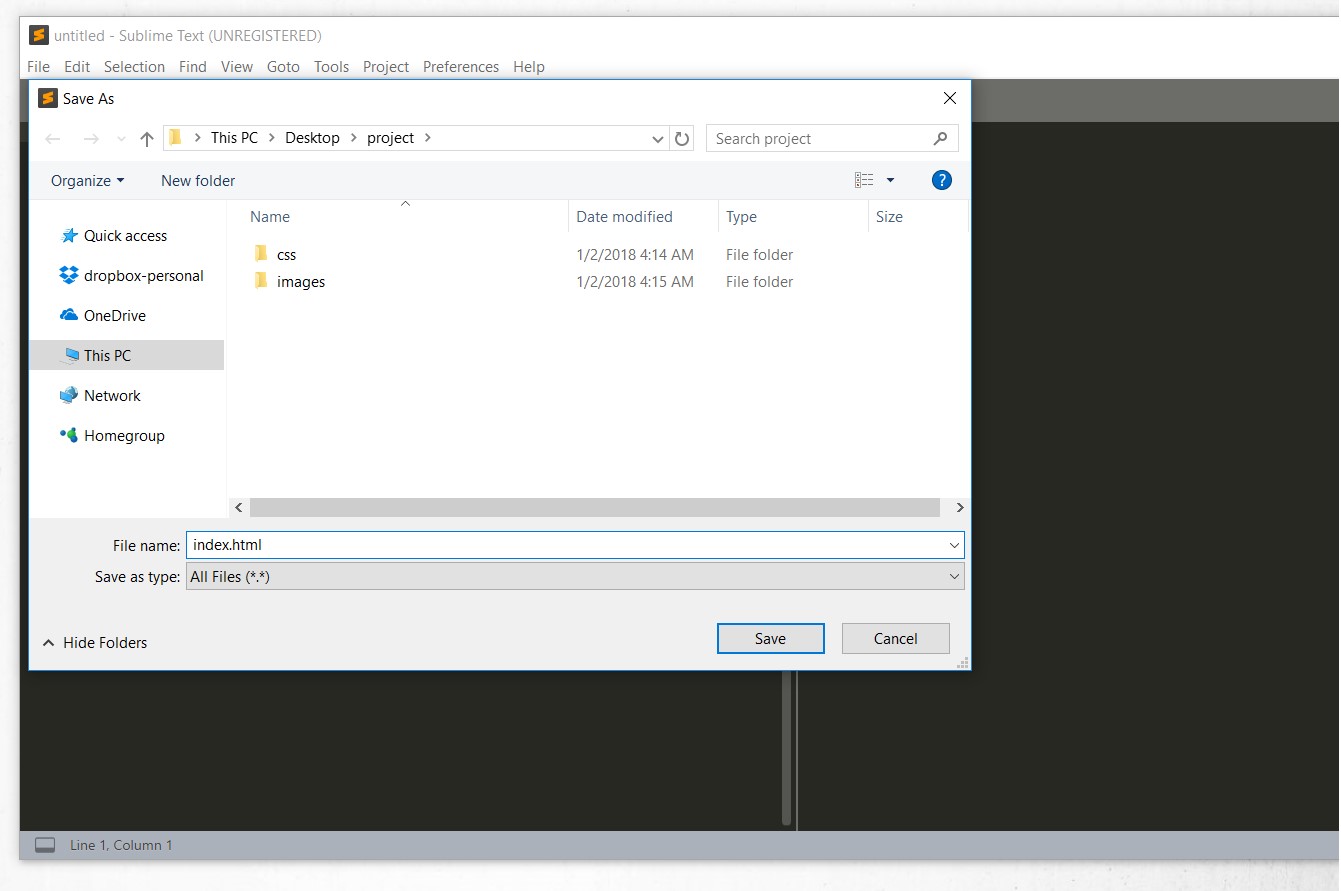 untitled - Sublime Text (UNREGISTERED)
File Edit Selection Find View Goto Tools Project Preferences Help
Save As
This PC Desktop project Search project
Organize New folder ?
Name Date modified Type Size
Quick access
dropbox-personal
OneDrive
This PC
Network
Homegroup
css 1/2/2018 4:14 AM File folder
images 1/2/2018 4:15 AM File folder
File name: index.html
Save as type: All Files (*.*)
Hide Folders Save Cancel
Line 1, Column 1